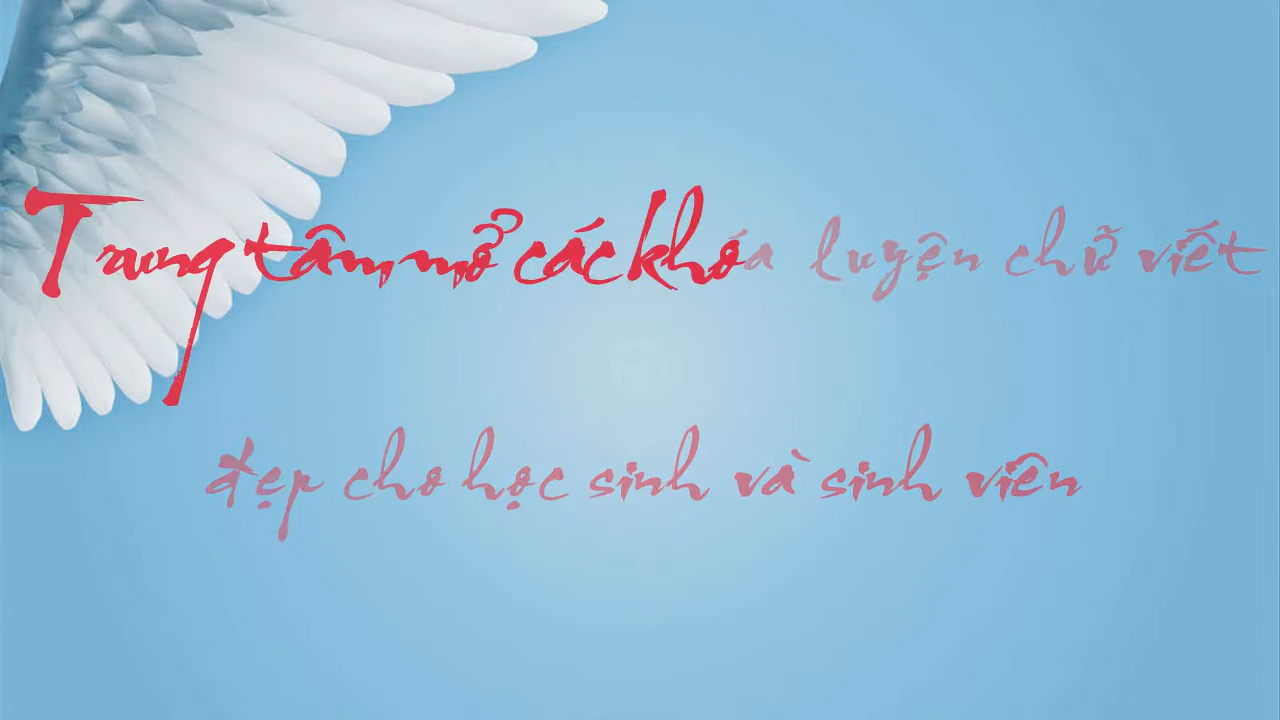 Trung tâm mở các khóa luyện chữ viết
đẹp cho học sinh và sinh viên